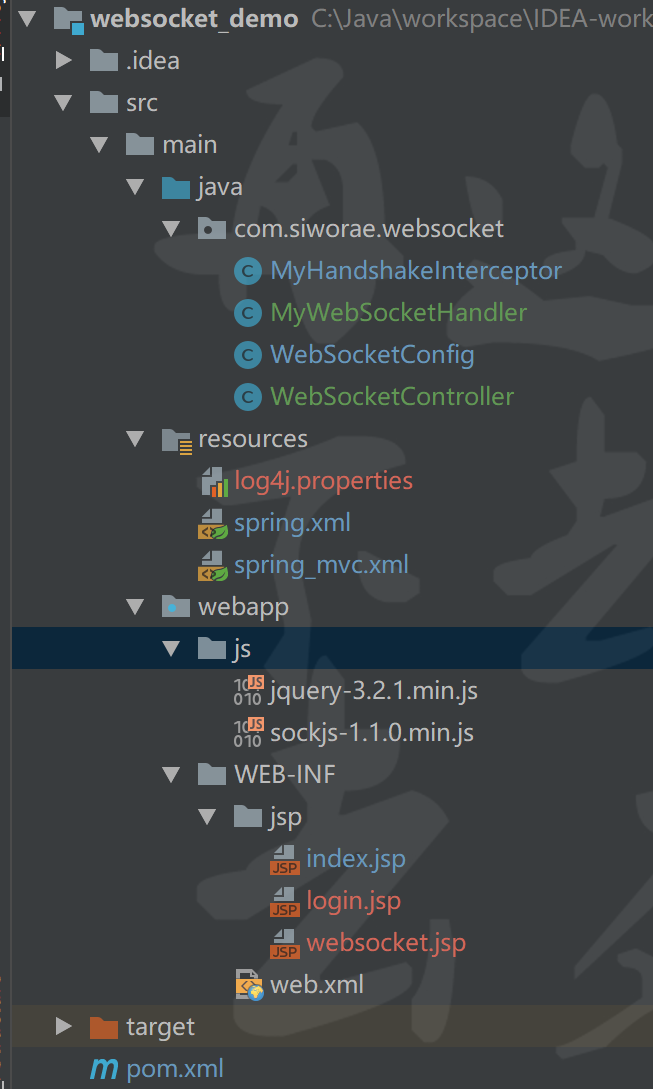 websocket_demo C:\Java\workspace\IDEA-work
.idea
src
main
java
com.siworae.websocket
MyHandshakeInterceptor
MyWebSocketHandler
WebSocketConfig
WebSocketController
resources
log4j.properties
spring.xml
spring_mvc.xml
webapp
js
jquery-3.2.1.min.js
sockjs-1.1.0.min.js
WEB-INF
jsp
index.jsp
login.jsp
websocket.jsp
web.xml
target
pom.xml